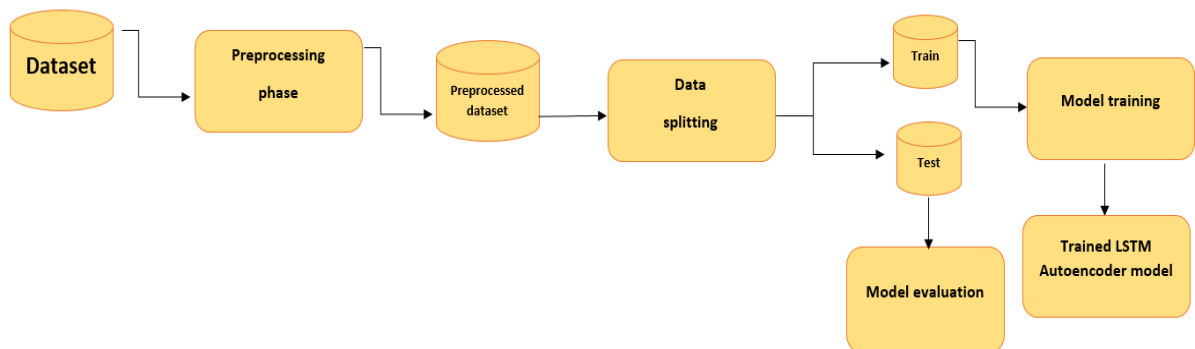 Dataset
Preprocessing
phase
Preprocessed
dataset
Data
splitting
Train
Test
Model training
Trained LSTM
Autoencoder model
Model evaluation